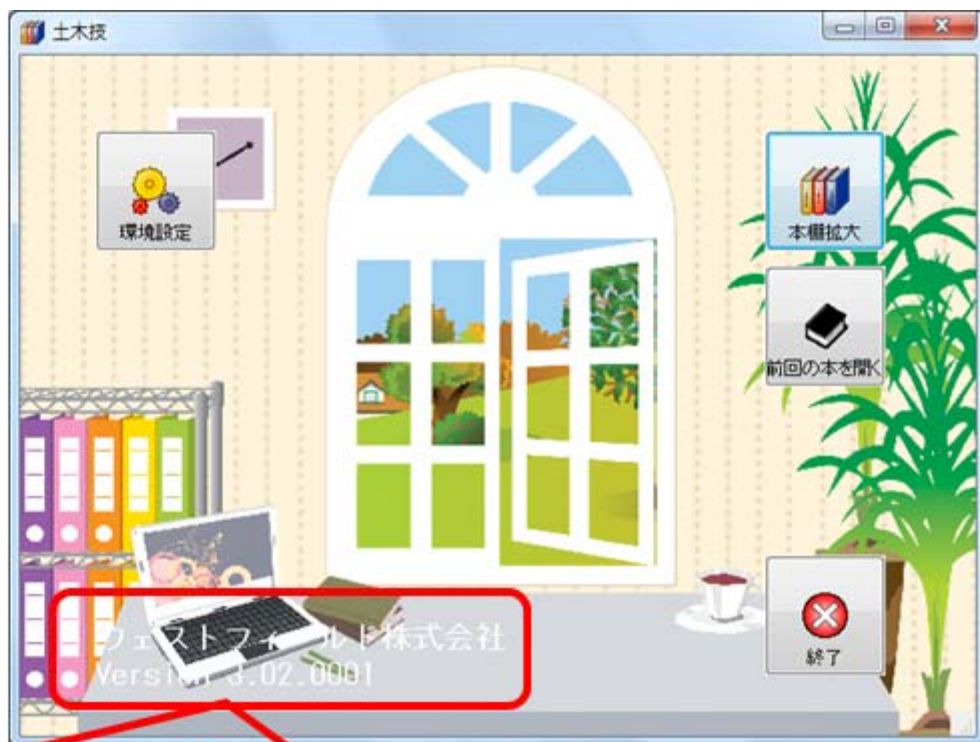 土木技
環境設定
本棚拡大
前回の本を開く
終了
ウェストフィールド株式会社
Version 3.02.0001